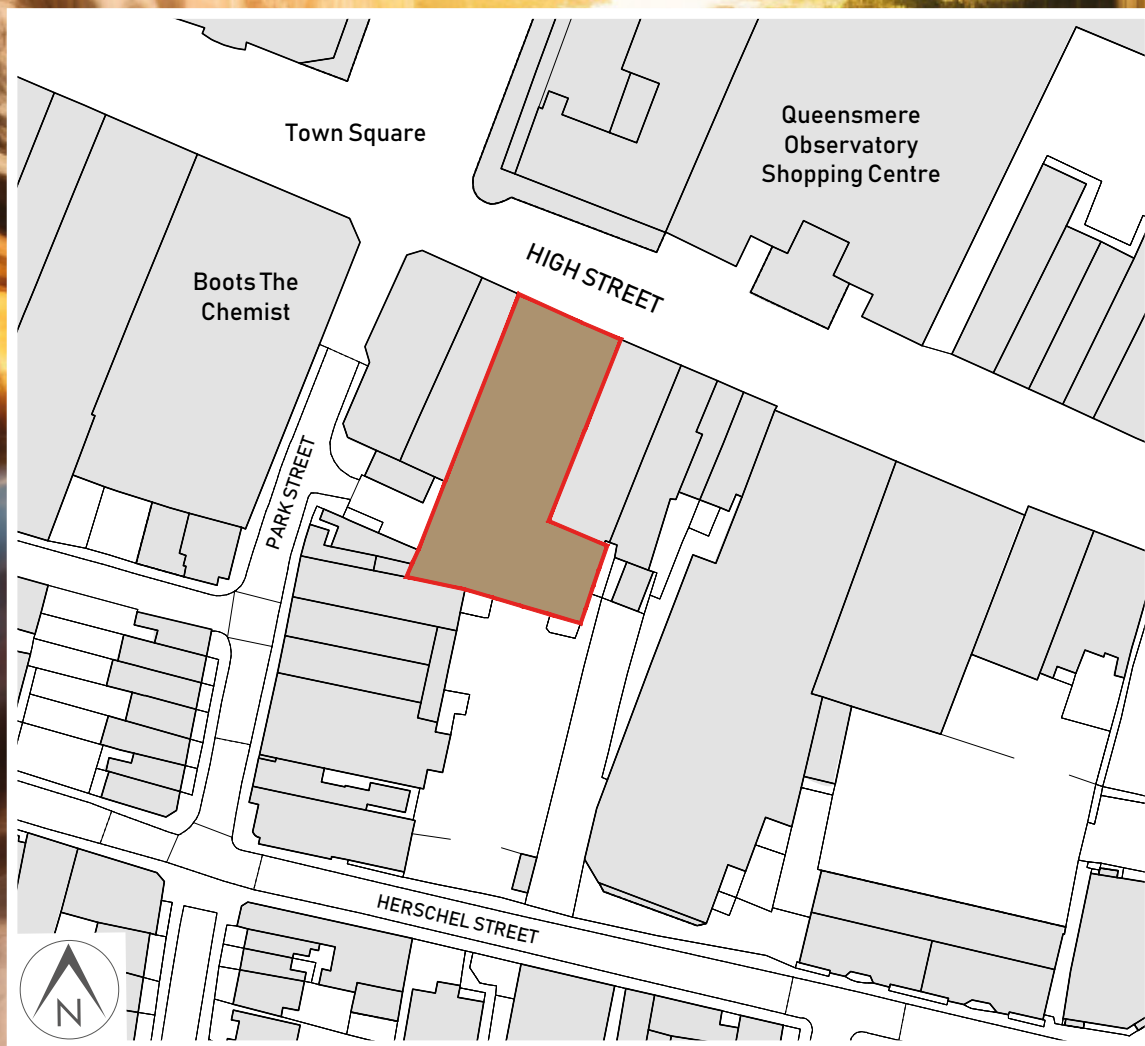 Town Square
Queensmere
Observatory
Shopping Centre
HIGH STREET
Boots The
Chemist
PARK STREET
HERSCHEL STREET
N